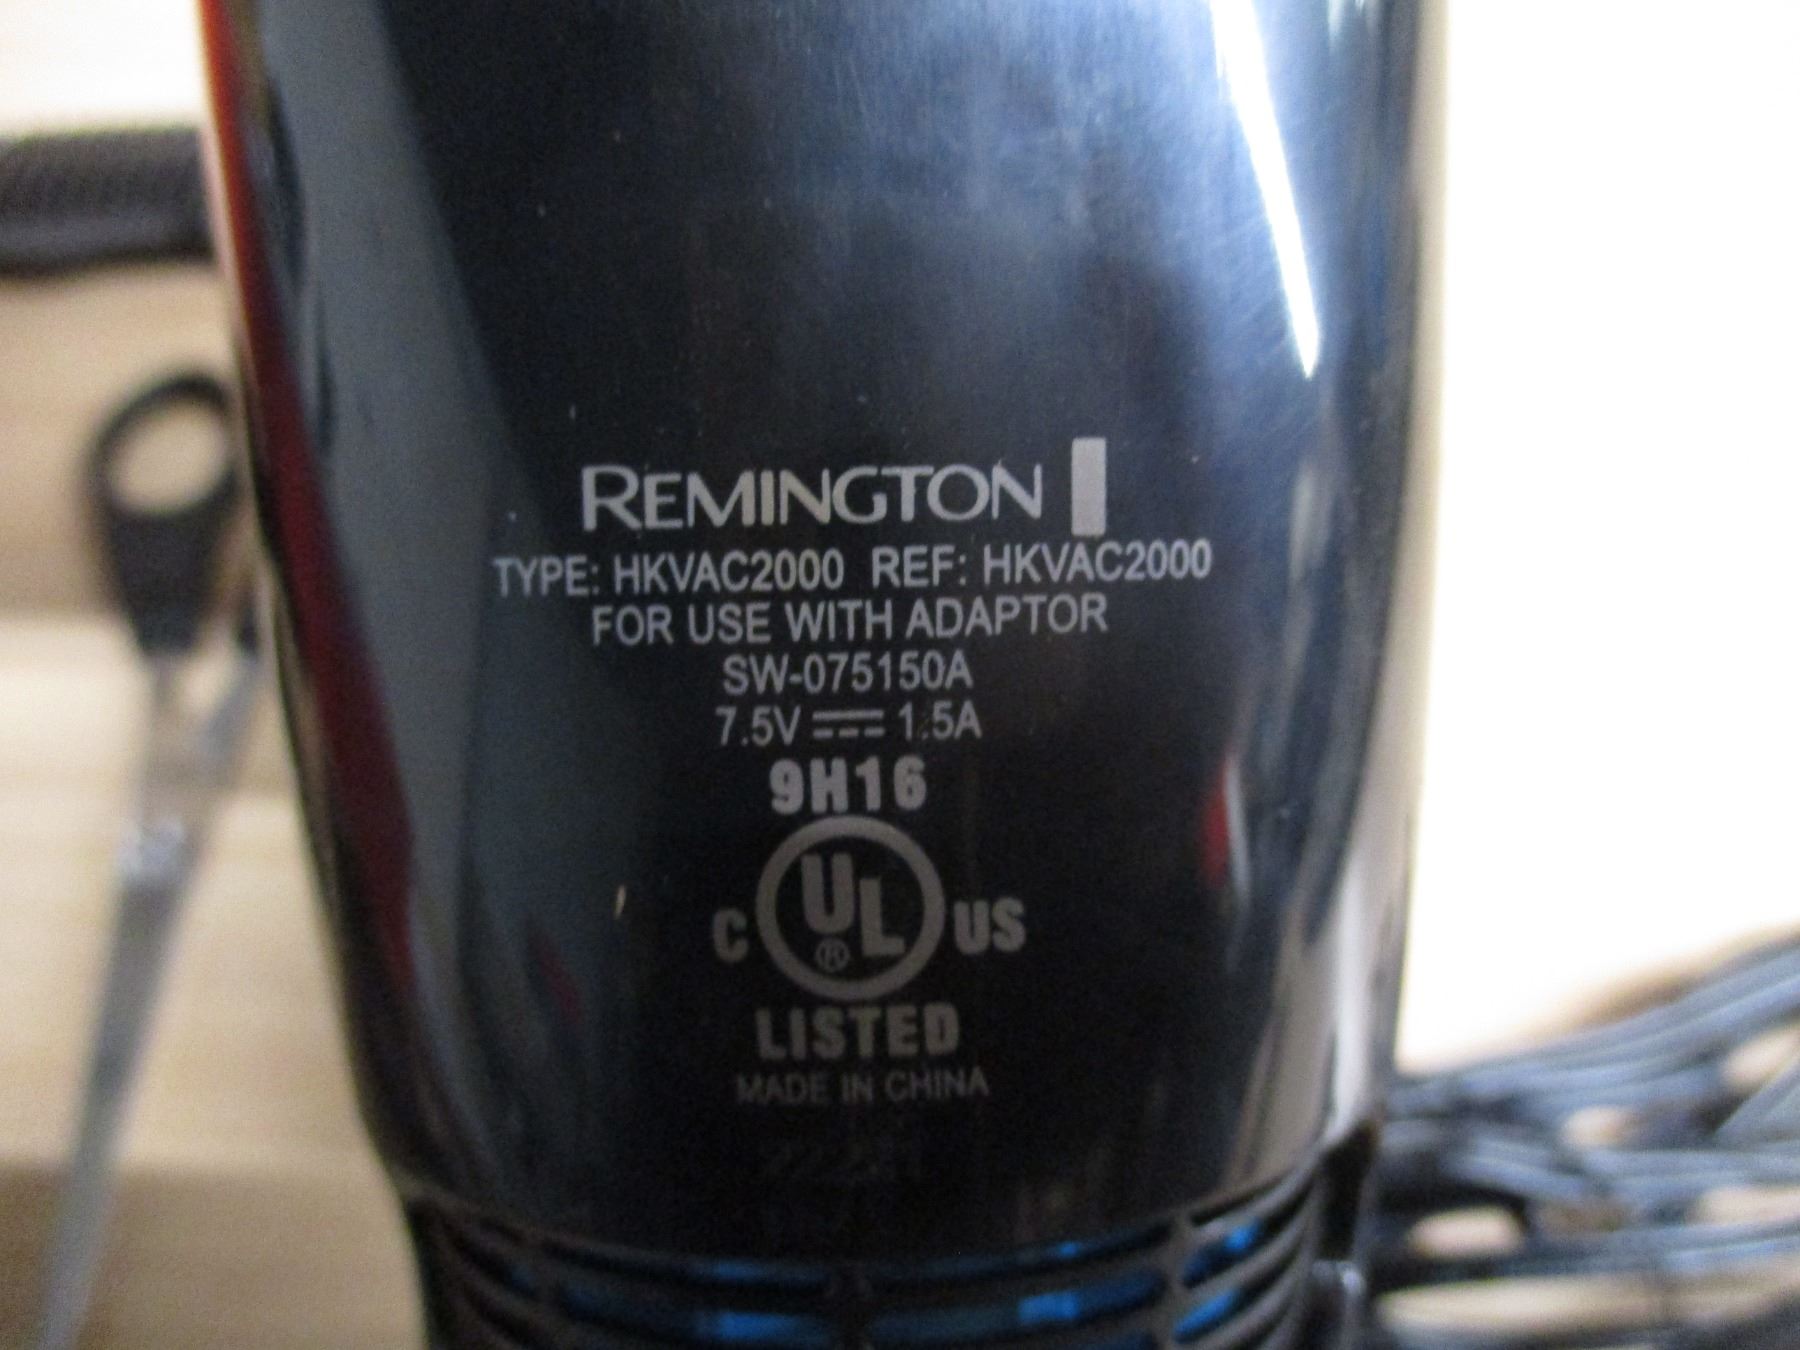 REMINGTON
TYPE: HKVAC2000 REF: HKVAC2000
FOR USE WITH ADAPTOR
SW-075150A
7.5V ⎓ 1.5A
9H16
C UL ® US
LISTED
MADE IN CHINA